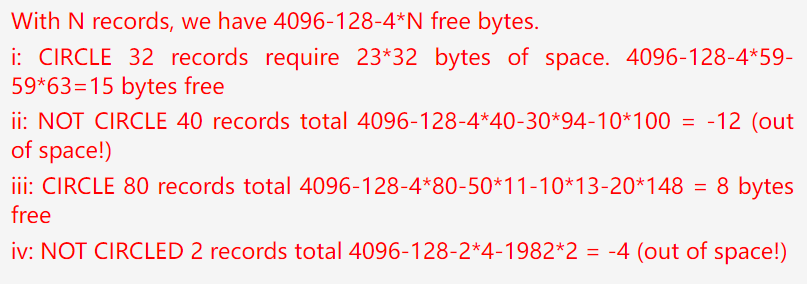 With N records, we have 4096-128-4*N free bytes.
i: CIRCLE 32 records require 23*32 bytes of space. 4096-128-4*59-
59*63=15 bytes free
ii: NOT CIRCLE 40 records total 4096-128-4*40-30*94-10*100 = -12 (out
of space!)
iii: CIRCLE 80 records total 4096-128-4*80-50*11-10*13-20*148 = 8 bytes
free
iv: NOT CIRCLED 2 records total 4096-128-2*4-1982*2 = -4 (out of space!)